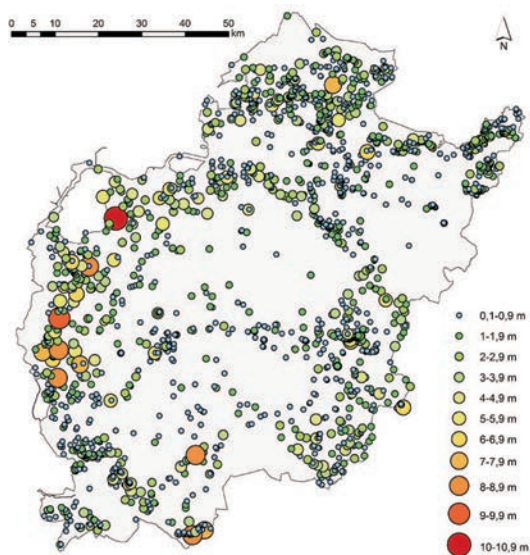 0 5 10 20 30 40 50
km
N
0,1-0,9 m
1-1,9 m
2-2,9 m
3-3,9 m
4-4,9 m
5-5,9 m
6-6,9 m
7-7,9 m
8-8,9 m
9-9,9 m
10-10,9 m